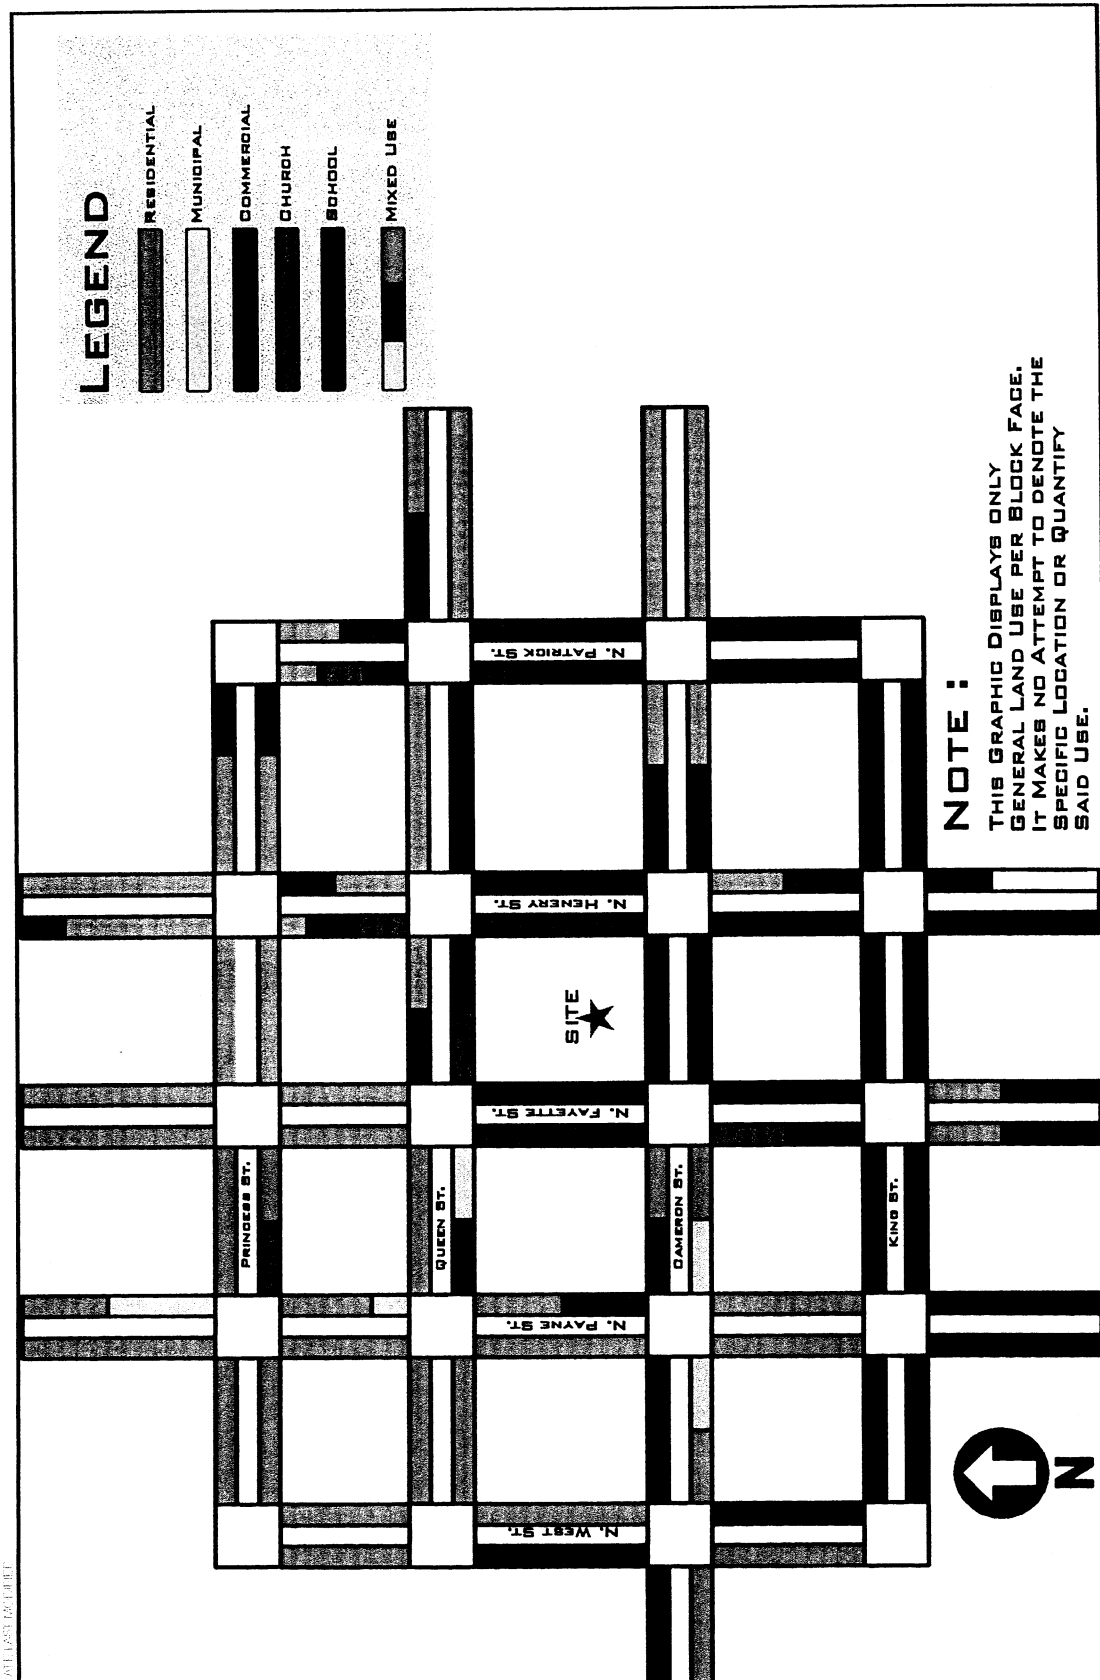 LEGEND
RESIDENTIAL
MUNICIPAL
COMMERCIAL
CHURCH
SCHOOL
MIXED USE
N. PATRICK ST.
N. HENERY ST.
SITE
N. FAYETTE ST.
PRINCESS ST.
QUEEN ST.
CAMERON ST.
KING ST.
N. PAYNE ST.
N. WEST ST.
NOTE :
THIS GRAPHIC DISPLAYS ONLY
GENERAL LAND USE PER BLOCK FACE.
IT MAKES NO ATTEMPT TO DENOTE THE
SPECIFIC LOCATION OR QUANTIFY
SAID USE.
N